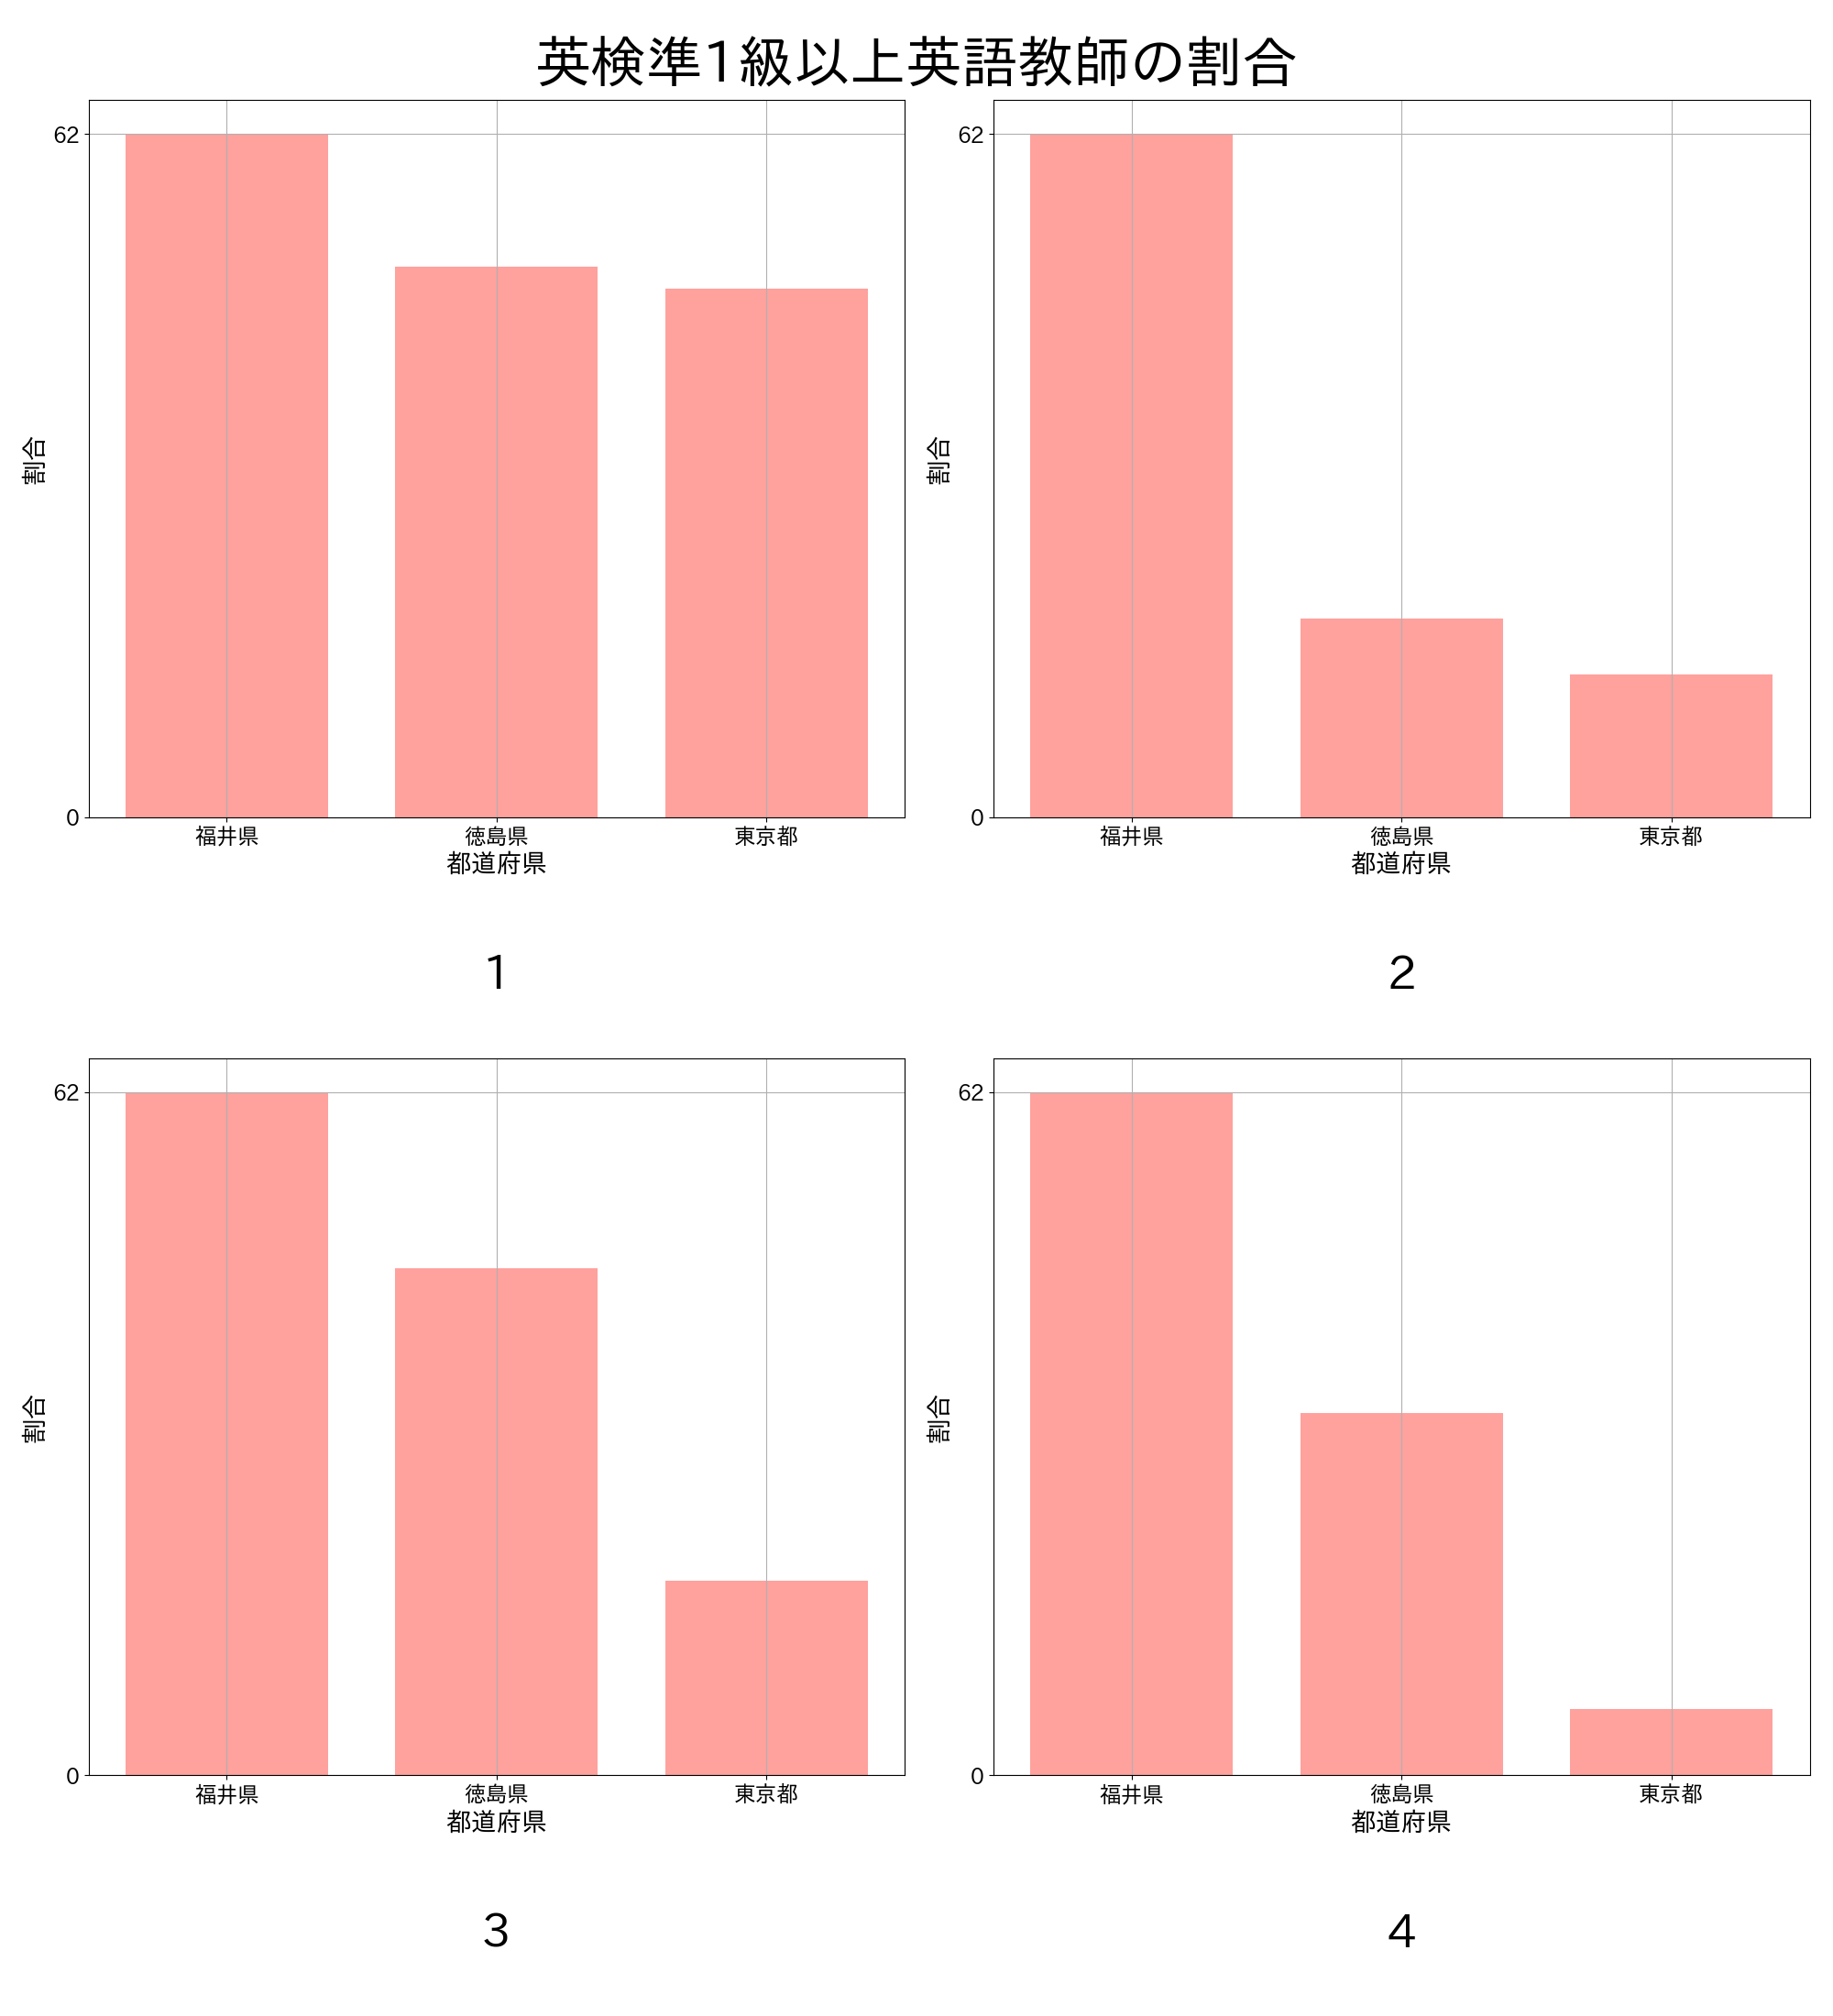 英検準1級以上英語教師の割合
62
0
割合
福井県 徳島県 東京都
都道府県
1
62
0
割合
福井県 徳島県 東京都
都道府県
2
62
0
割合
福井県 徳島県 東京都
都道府県
3
62
0
割合
福井県 徳島県 東京都
都道府県
4